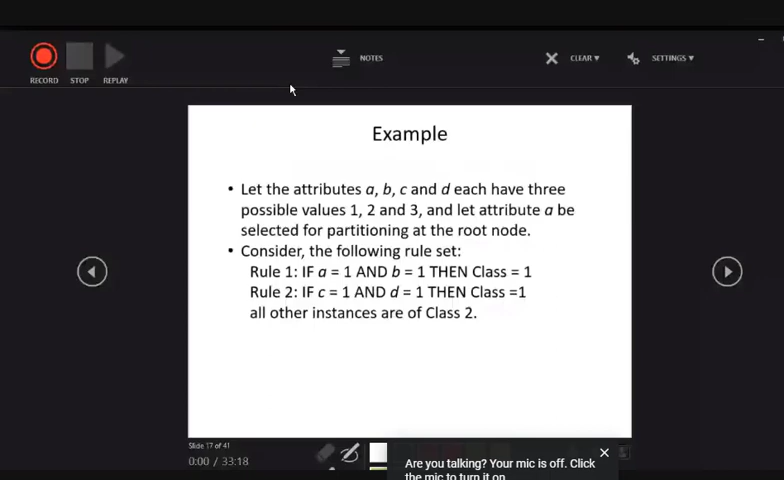 RECORD STOP REPLAY
NOTES
CLEAR ▾
SETTINGS ▾
Example
• Let the attributes a, b, c and d each have three
possible values 1, 2 and 3, and let attribute a be
selected for partitioning at the root node.
• Consider, the following rule set:
Rule 1: IF a = 1 AND b = 1 THEN Class = 1
Rule 2: IF c = 1 AND d = 1 THEN Class =1
all other instances are of Class 2.
Slide 17 of 41
0:00 / 33:18
Are you talking? Your mic is off. Click
the mic to turn it on